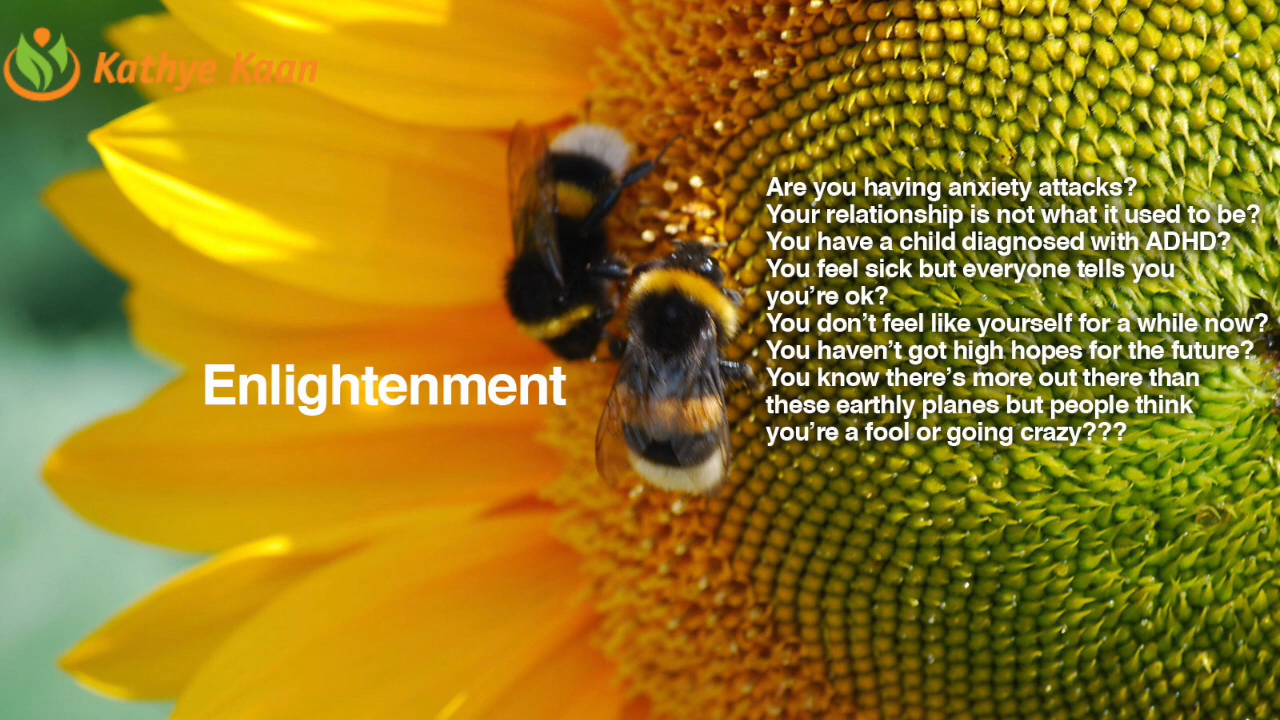 Kathye Kaan
Are you having anxiety attacks?
Your relationship is not what it used to be?
You have a child diagnosed with ADHD?
You feel sick but everyone tells you
you’re ok?
You don’t feel like yourself for a while now?
You haven’t got high hopes for the future?
You know there’s more out there than
these earthly planes but people think
you’re a fool or going crazy???
Enlightenment